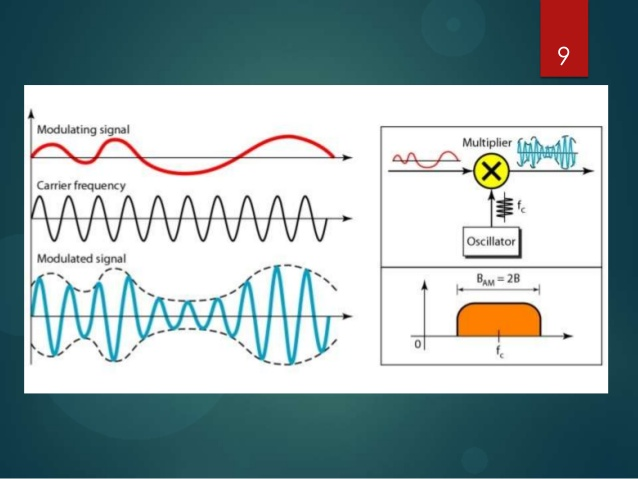 9
Modulating signal
Carrier frequency
Modulated signal
Multiplier
fc
Oscillator
BAM = 2B
0
fc